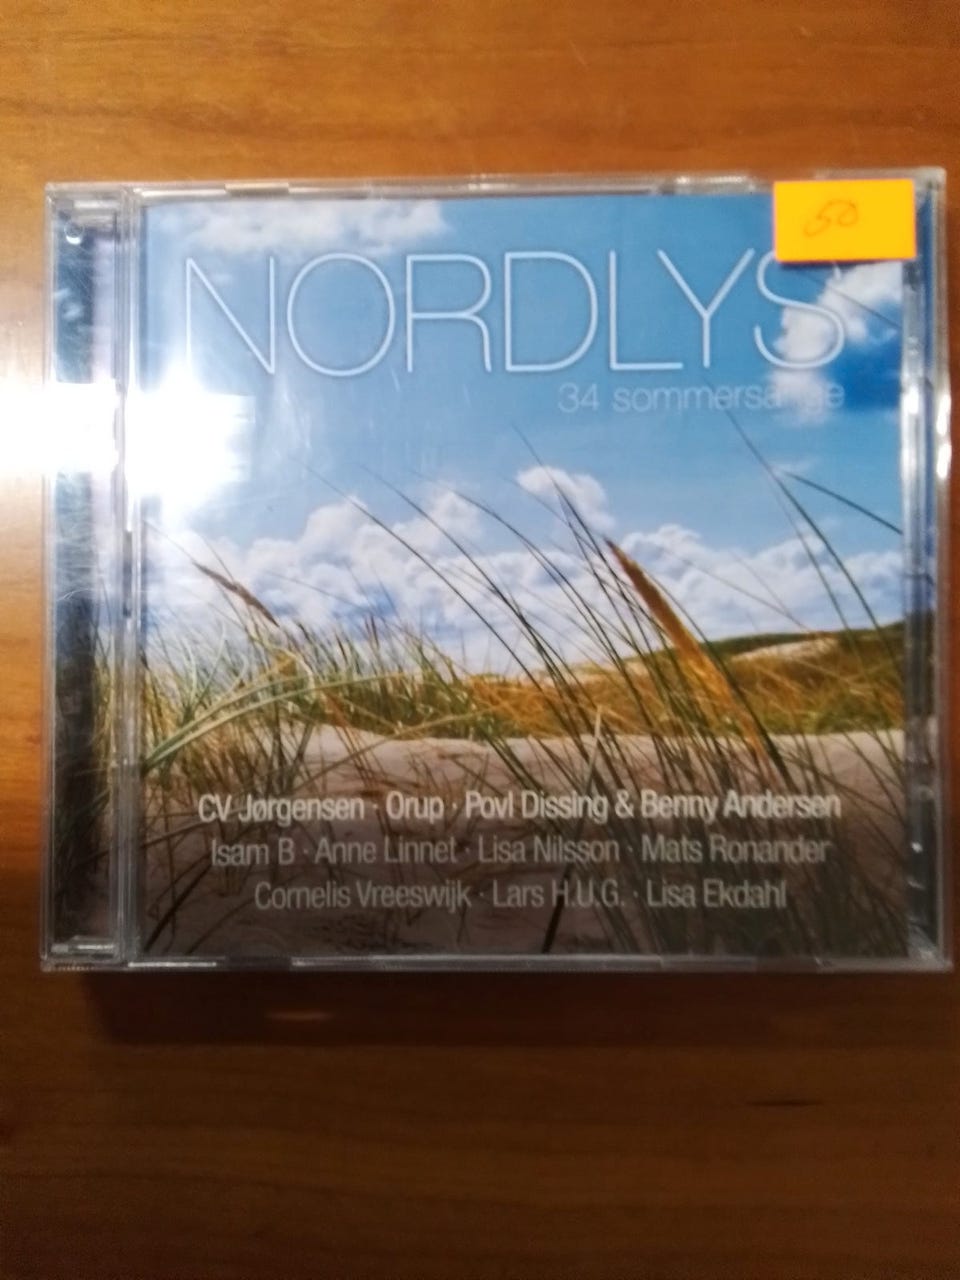 50
NORDLYS
34 sommersange
CV Jørgensen · Orup · Povl Dissing & Benny Andersen
Isam B · Anne Linnet · Lisa Nilsson · Mats Ronander
Cornelis Vreeswijk · Lars H.U.G. · Lisa Ekdahl